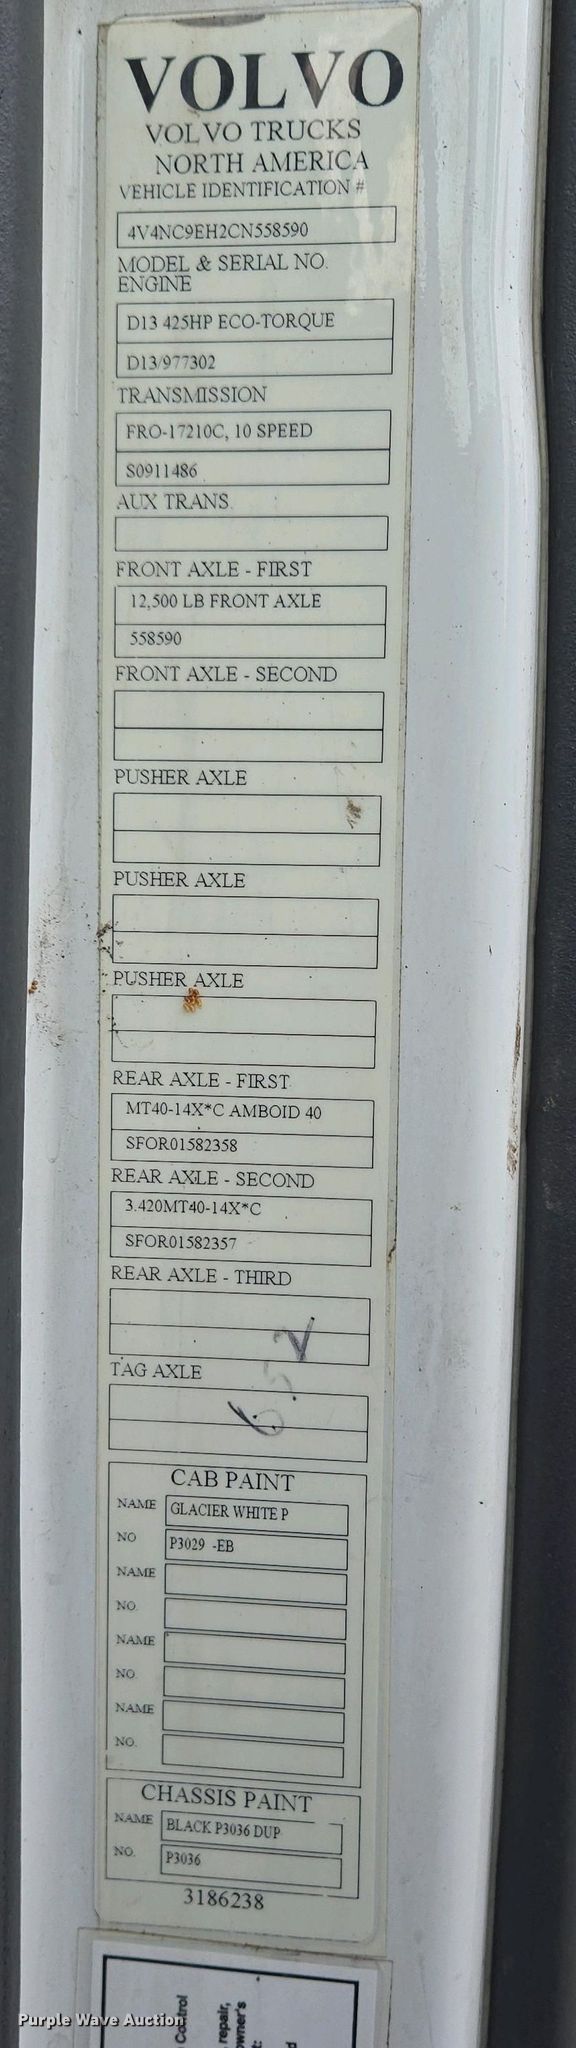 VOLVO
VOLVO TRUCKS
NORTH AMERICA
VEHICLE IDENTIFICATION #
4V4NC9EH2CN558590
MODEL & SERIAL NO.
ENGINE
D13 425HP ECO-TORQUE
D13/977302
TRANSMISSION
FRO-17210C, 10 SPEED
S0911486
AUX TRANS.
FRONT AXLE - FIRST
12,500 LB FRONT AXLE
558590
FRONT AXLE - SECOND
PUSHER AXLE
PUSHER AXLE
PUSHER AXLE
REAR AXLE - FIRST
MT40-14X*C AMBOID 40
SFOR01582358
REAR AXLE - SECOND
3.420MT40-14X*C
SFOR01582357
REAR AXLE - THIRD
TAG AXLE
652
CAB PAINT
NAME GLACIER WHITE P
NO P3029 -EB
NAME
NO.
NAME
NO.
NAME
NO.
CHASSIS PAINT
NAME BLACK P3036 DUP
NO. P3036
3186238
Control
repair,
owner's
Purple Wave Auction